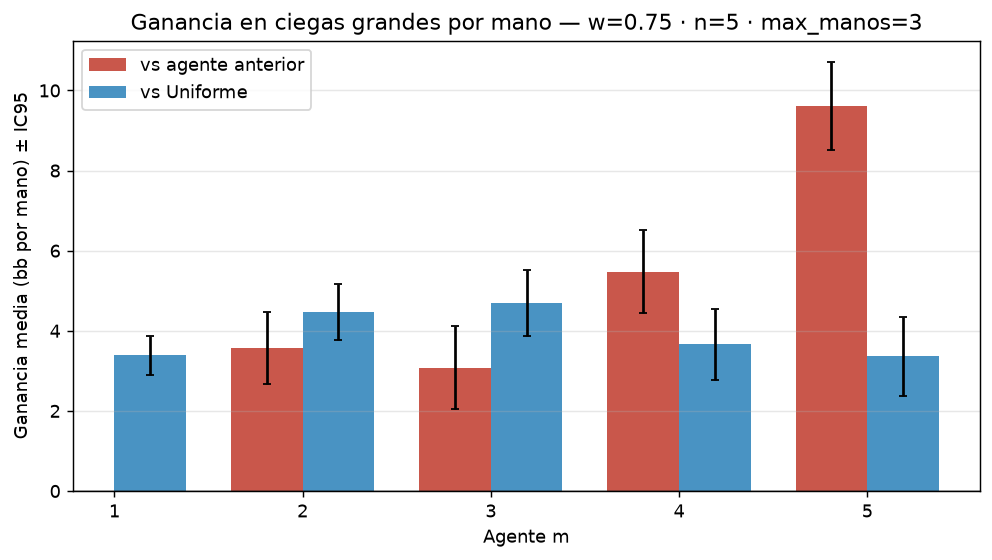 Ganancia en ciegas grandes por mano — w=0.75 · n=5 · max_manos=3
vs agente anterior
vs Uniforme
Ganancia media (bb por mano) ± IC95
10
8
6
4
2
0
1 2 3 4 5
Agente m